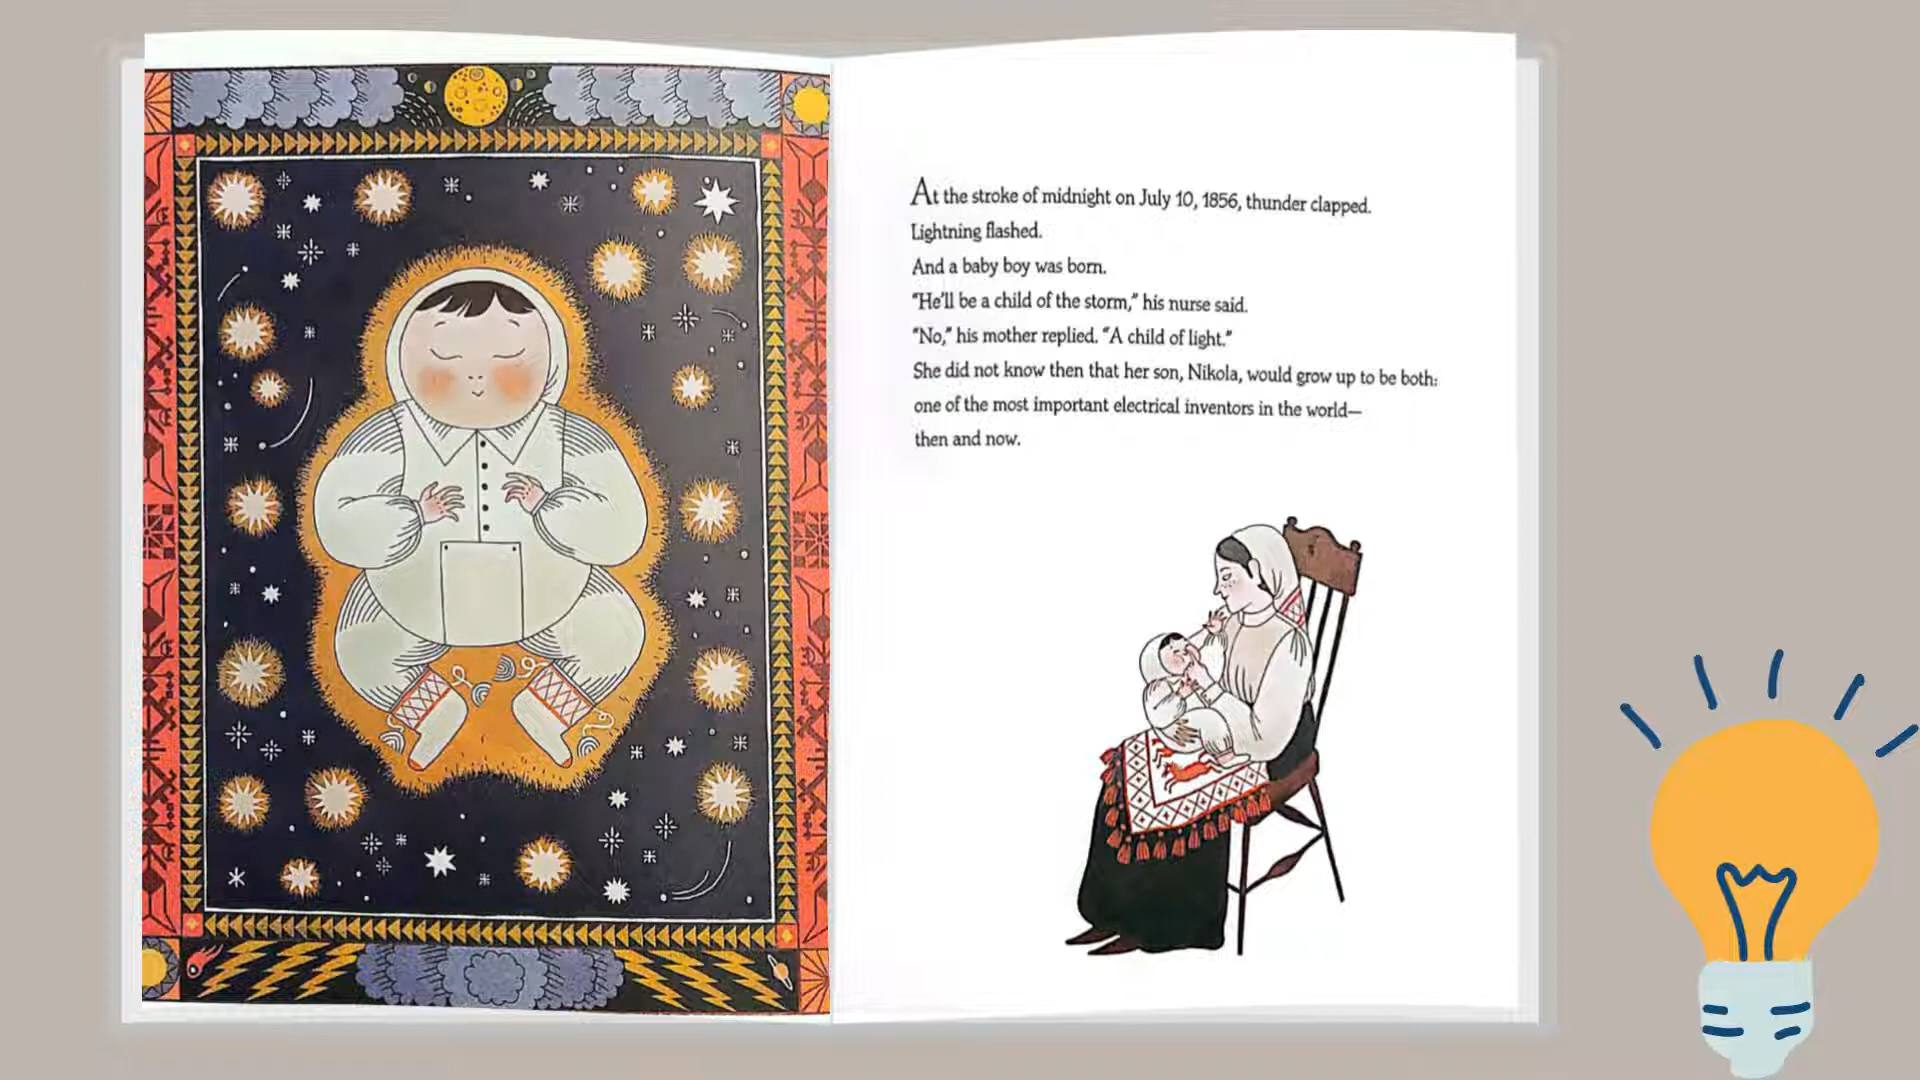 At the stroke of midnight on July 10, 1856, thunder clapped.
Lightning flashed.
And a baby boy was born.
“He’ll be a child of the storm,” his nurse said.
“No,” his mother replied. “A child of light.”
She did not know then that her son, Nikola, would grow up to be both:
one of the most important electrical inventors in the world—
then and now.